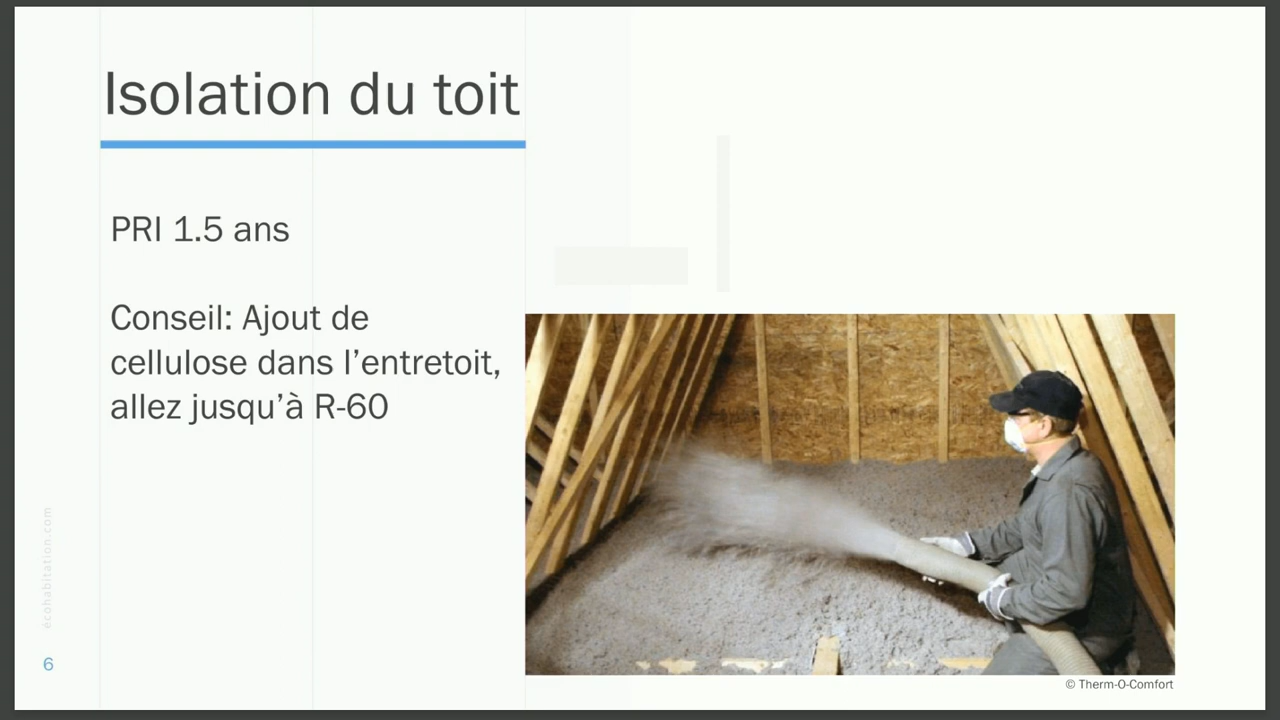 Isolation du toit
PRI 1.5 ans
Conseil: Ajout de
cellulose dans l’entretoit,
allez jusqu’à R-60
écohabitation.com
6
© Therm-O-Comfort